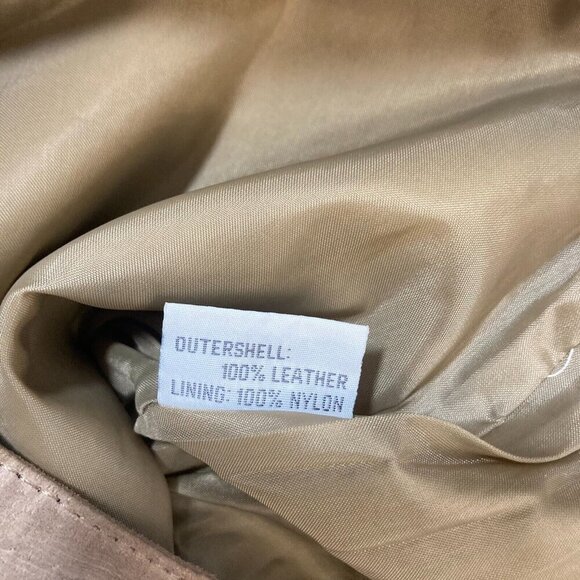 OUTERSHELL:
100% LEATHER
LINING: 100% NYLON